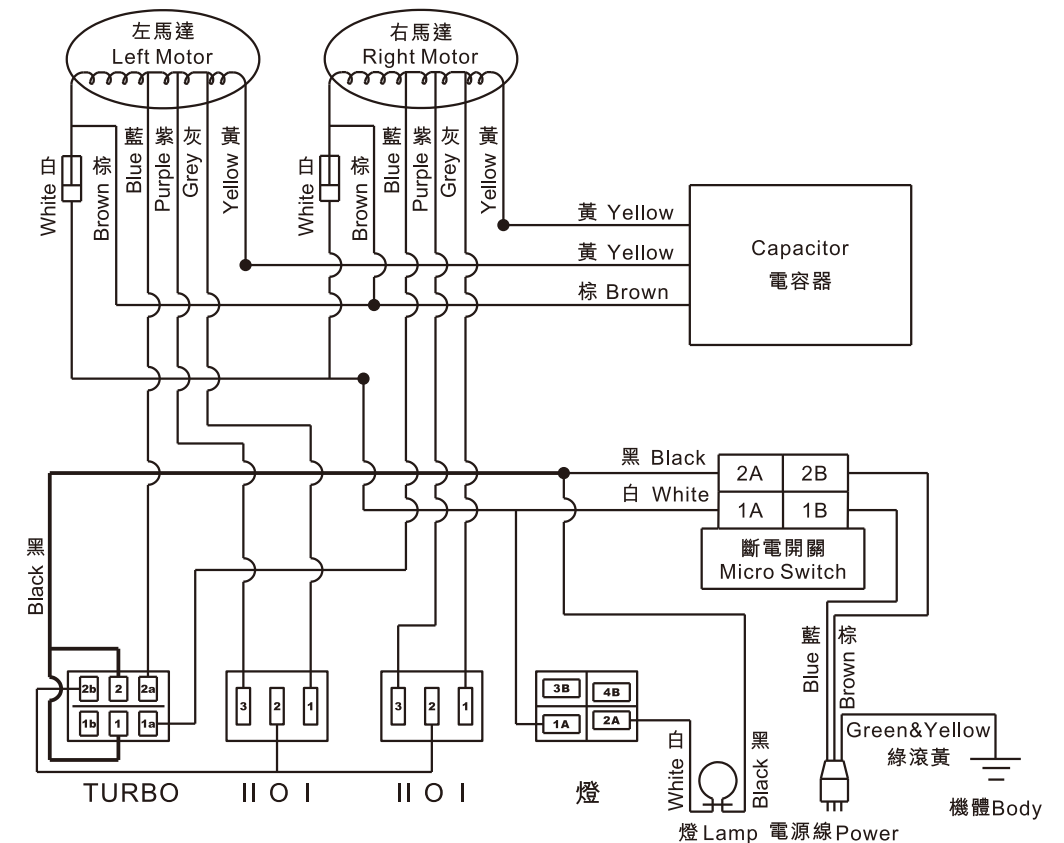 左馬達
Left Motor
右馬達
Right Motor
白 White
棕 Brown
藍 Blue
紫 Purple
灰 Grey
黃 Yellow
白 White
棕 Brown
藍 Blue
紫 Purple
灰 Grey
黃 Yellow
黃 Yellow
黃 Yellow
棕 Brown
Capacitor
電容器
黑 Black
白 White
2A 2B
1A 1B
斷電開關
Micro Switch
黑 Black
藍 Blue
棕 Brown
2b 2 2a
1b 1 1a
3 2 1
3 2 1
3B 4B
1A 2A
TURBO
II O I
II O I
燈
白 White
黑 Black
Green&Yellow
綠滾黃
機體Body
燈 Lamp
電源線Power